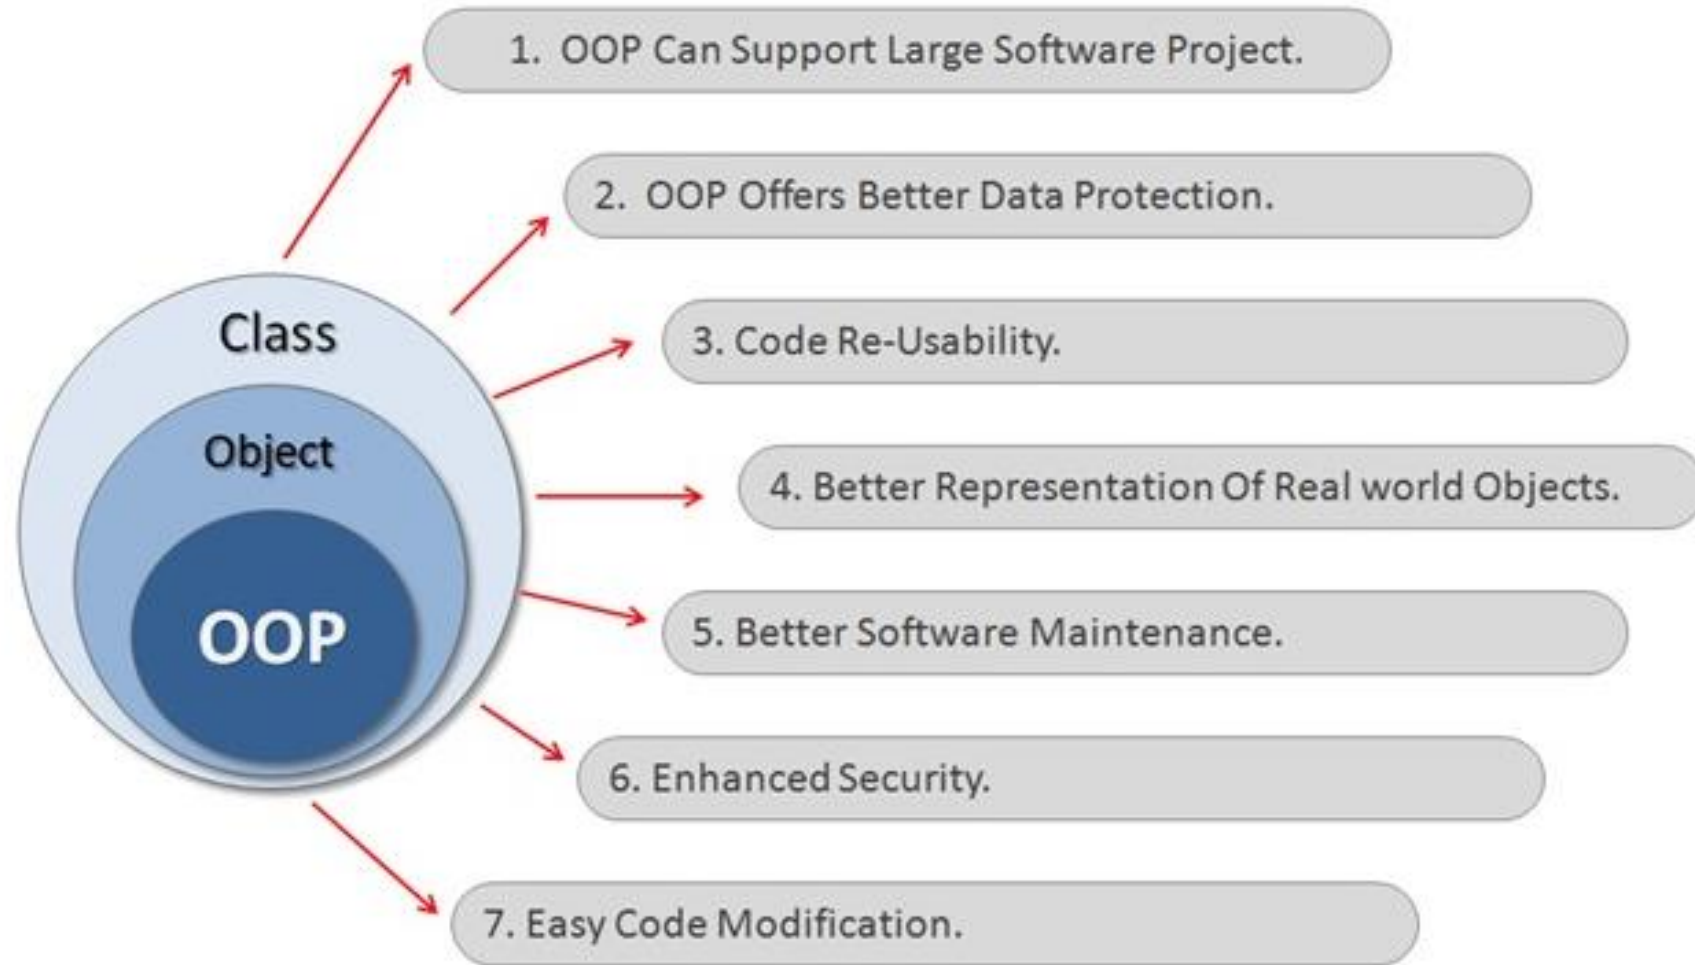 1. OOP Can Support Large Software Project.
2. OOP Offers Better Data Protection.
Class
3. Code Re-Usability.
Object
4. Better Representation Of Real world Objects.
OOP
5. Better Software Maintenance.
6. Enhanced Security.
7. Easy Code Modification.